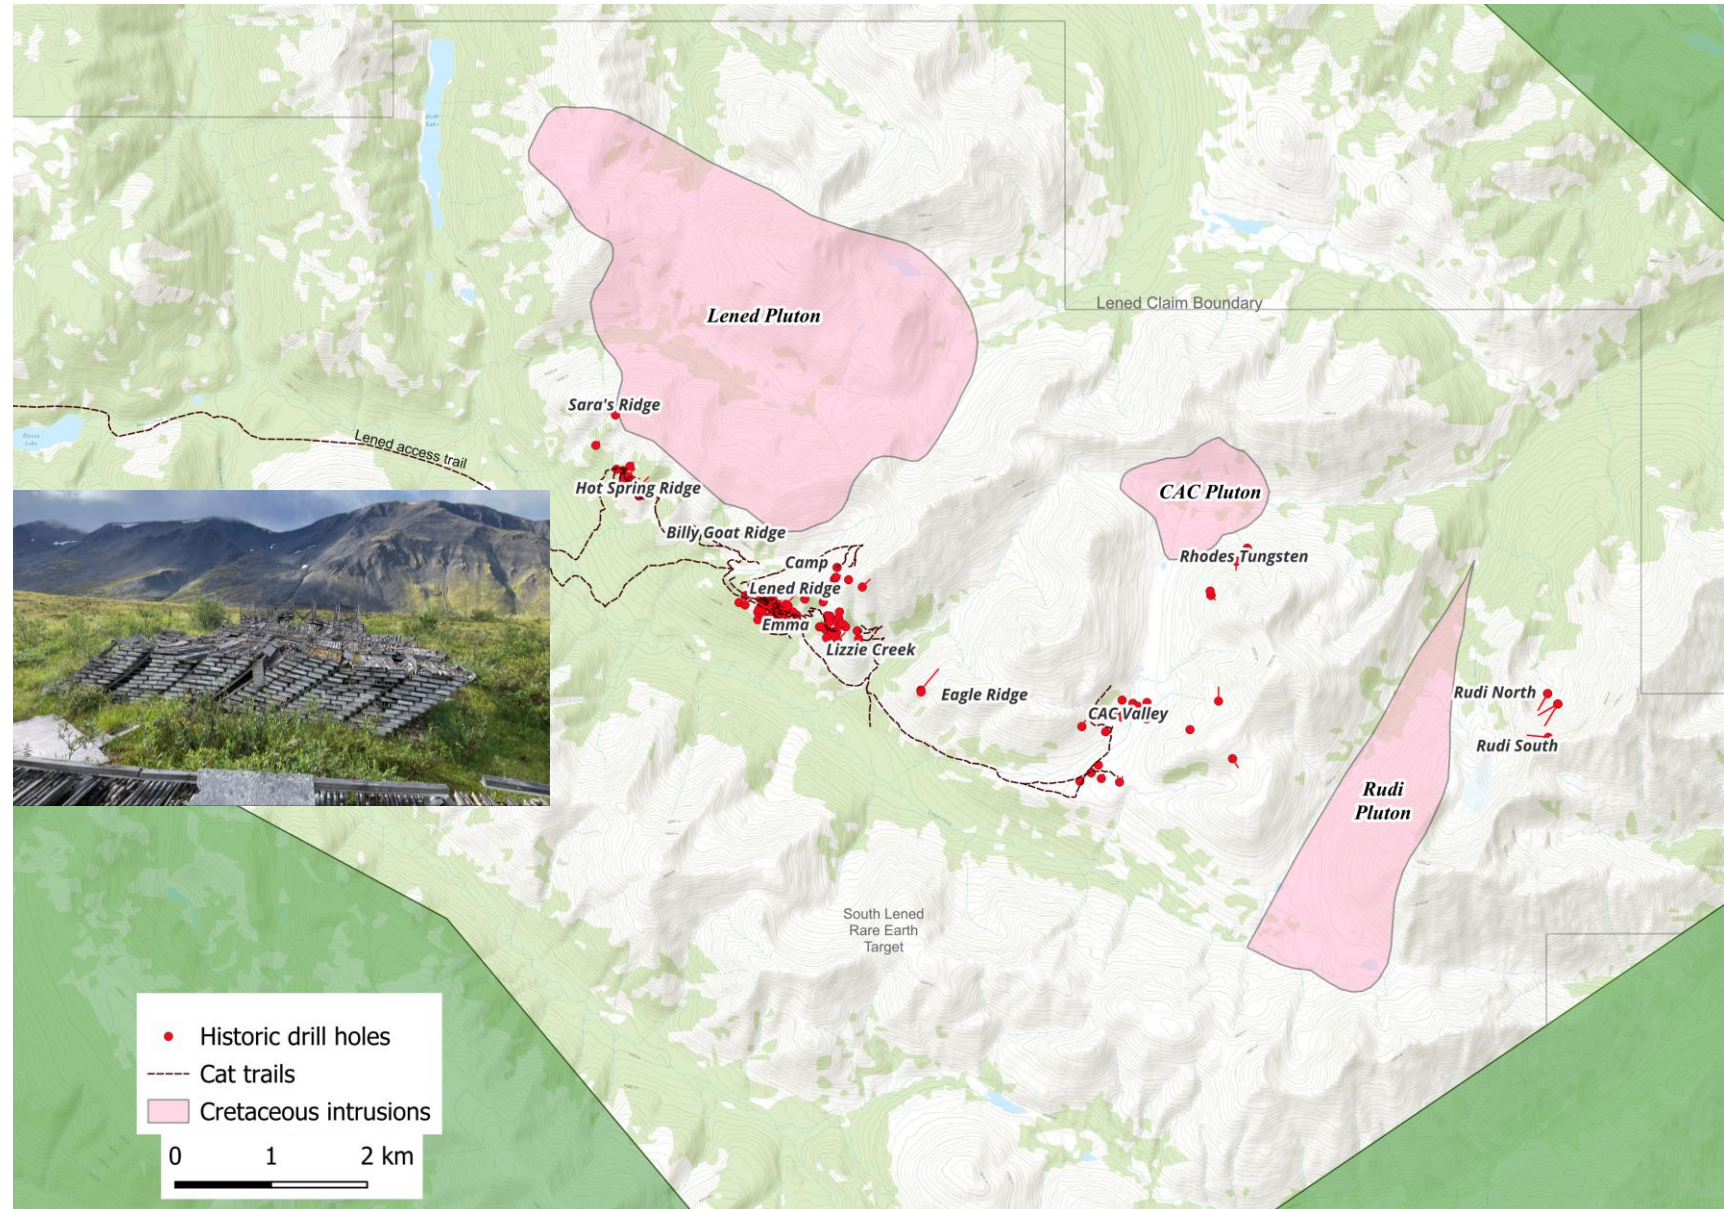 Lened Claim Boundary
Lened Pluton
Sara's Ridge
Lened access trail
Hot Spring Ridge
CAC Pluton
Billy Goat Ridge
Rhodes Tungsten
Camp
Lened Ridge
Emma
Lizzie Creek
Eagle Ridge
Rudi North
CAC Valley
Rudi South
Rudi
Pluton
South Lened
Rare Earth
Target
Historic drill holes
Cat trails
Cretaceous intrusions
0 1 2 km